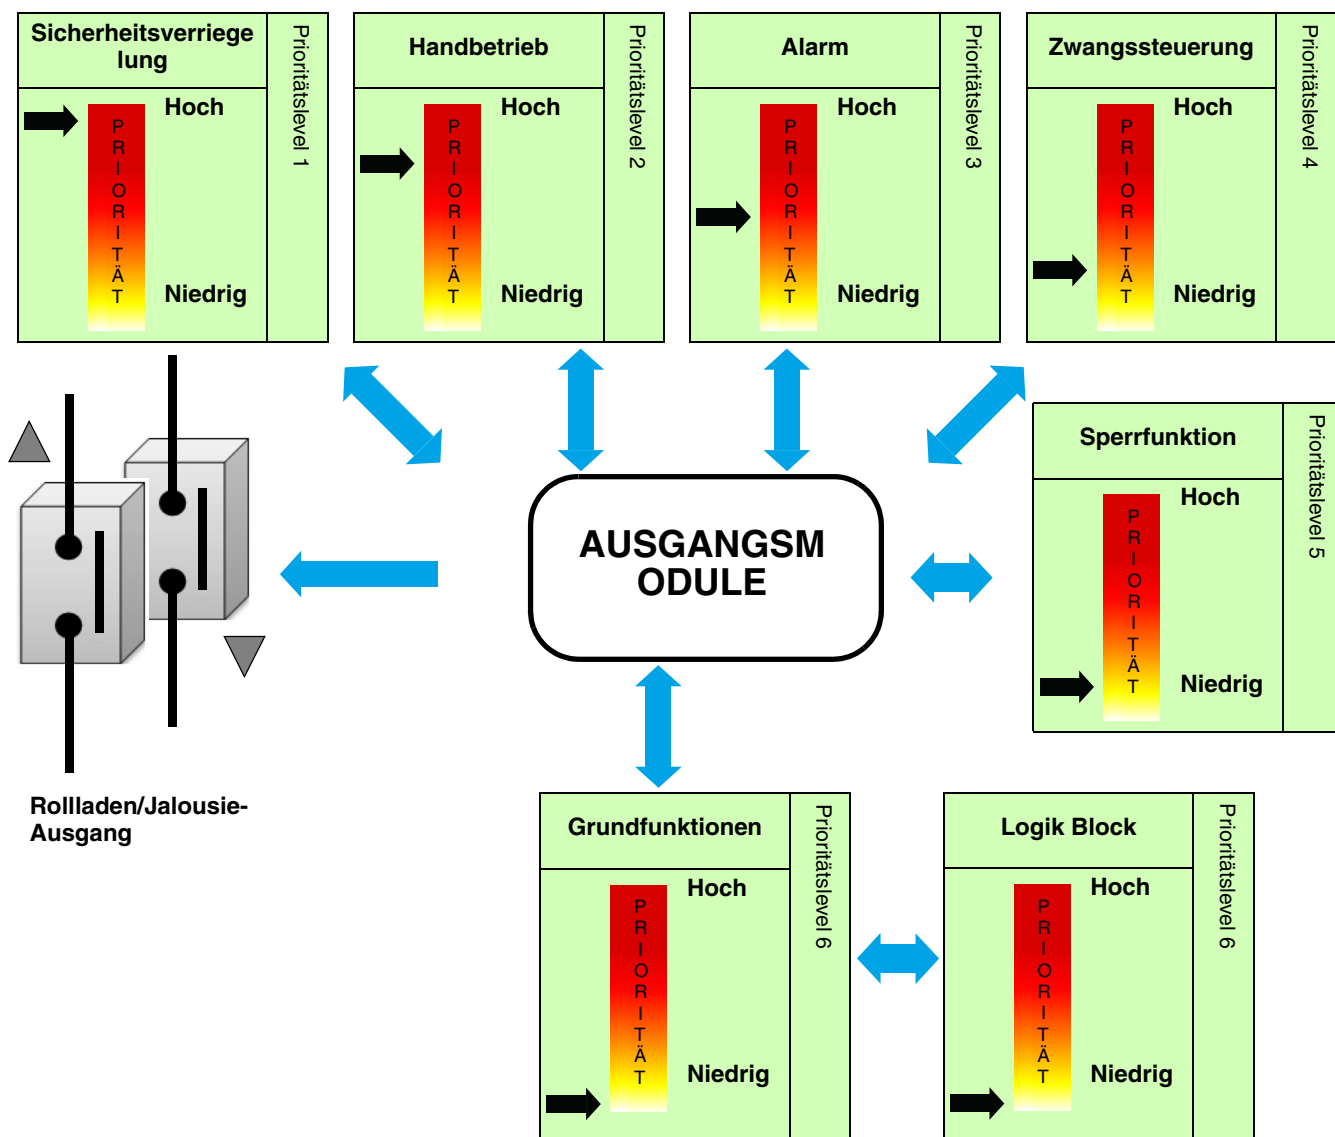 Sicherheitsverriege
lung
Prioritätslevel 1
Hoch
PRIORITÄT
Niedrig
Handbetrieb
Prioritätslevel 2
Hoch
PRIORITÄT
Niedrig
Alarm
Prioritätslevel 3
Hoch
PRIORITÄT
Niedrig
Zwangssteuerung
Prioritätslevel 4
Hoch
PRIORITÄT
Niedrig
Sperrfunktion
Prioritätslevel 5
Hoch
PRIORITÄT
Niedrig
AUSGANGSM
ODULE
Rollladen/Jalousie-
Ausgang
Grundfunktionen
Prioritätslevel 6
Hoch
PRIORITÄT
Niedrig
Logik Block
Prioritätslevel 6
Hoch
PRIORITÄT
Niedrig